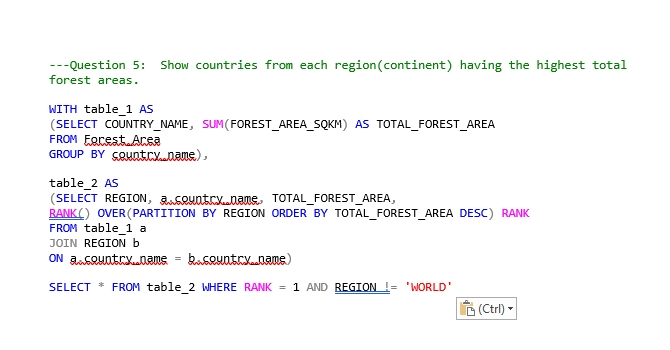 ---Question 5:  Show countries from each region(continent) having the highest total
forest areas.
WITH table_1 AS
(SELECT COUNTRY_NAME, SUM(FOREST_AREA_SQKM) AS TOTAL_FOREST_AREA
FROM Forest_Area
GROUP BY country_name),
table_2 AS
(SELECT REGION, a.country_name, TOTAL_FOREST_AREA,
RANK() OVER(PARTITION BY REGION ORDER BY TOTAL_FOREST_AREA DESC) RANK
FROM table_1 a
JOIN REGION b
ON a.country_name = b.country_name)
SELECT * FROM table_2 WHERE RANK = 1 AND REGION != 'WORLD'
(Ctrl)